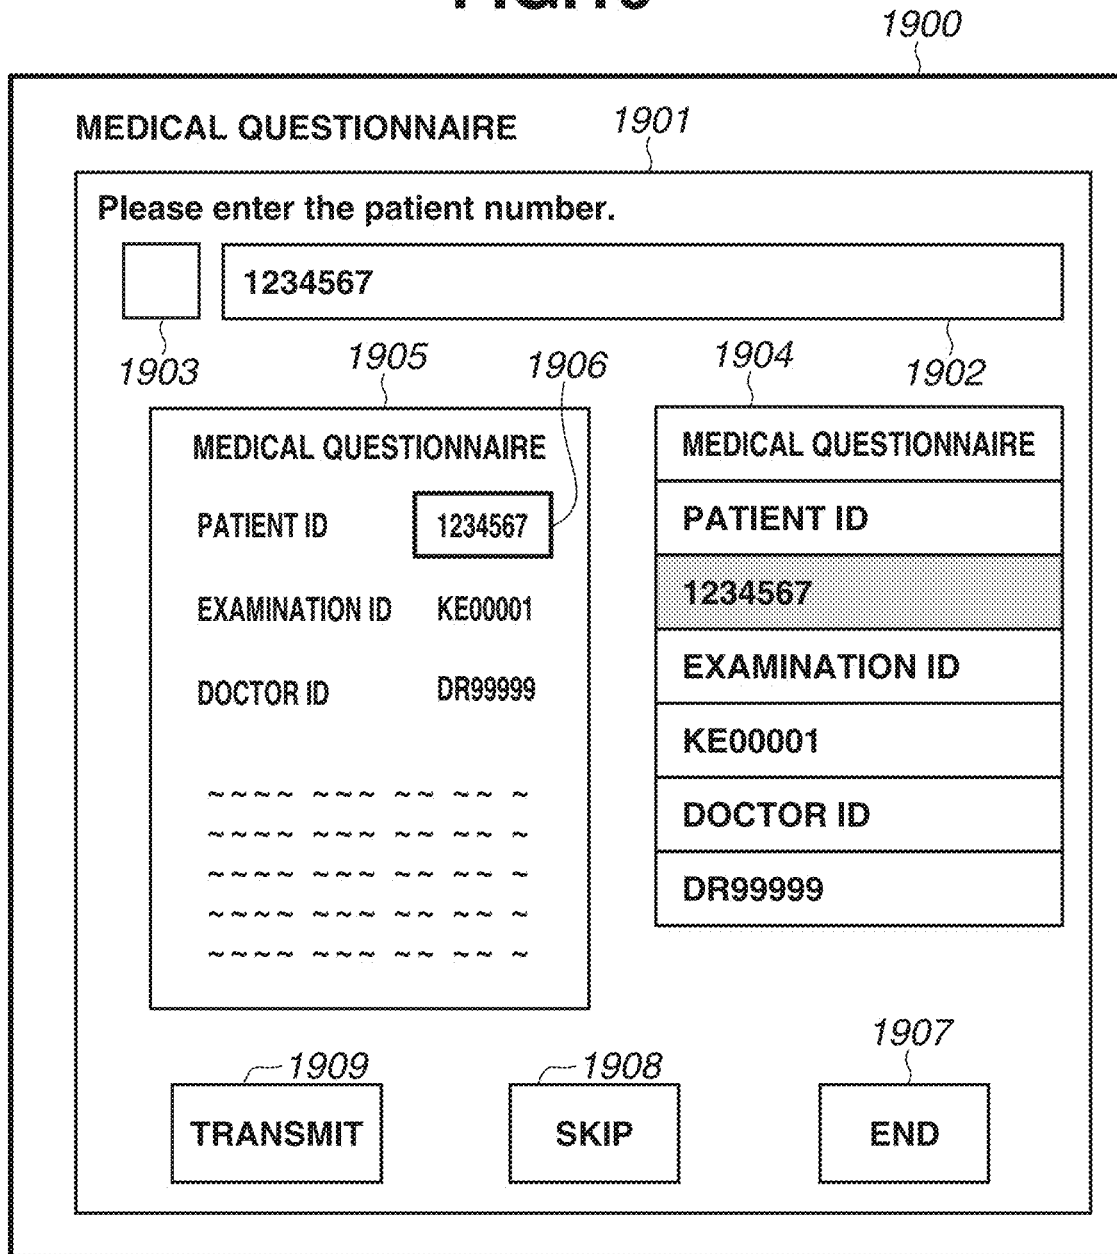 1900
MEDICAL QUESTIONNAIRE
1901
Please enter the patient number.
1234567
1903
1905
1906
1904
1902
MEDICAL QUESTIONNAIRE
PATIENT ID 1234567
EXAMINATION ID KE00001
DOCTOR ID DR99999
~~~~ ~~~ ~~ ~~ ~
~~~~ ~~~ ~~ ~~ ~
~~~~ ~~~ ~~ ~~ ~
~~~~ ~~~ ~~ ~~ ~
~~~~ ~~~ ~~ ~~ ~
MEDICAL QUESTIONNAIRE
PATIENT ID
1234567
EXAMINATION ID
KE00001
DOCTOR ID
DR99999
1909
1908
1907
TRANSMIT
SKIP
END